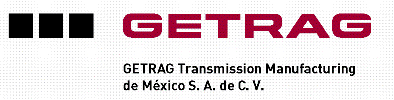 GETRAG
GETRAG Transmission Manufacturing
de México S. A. de C. V.